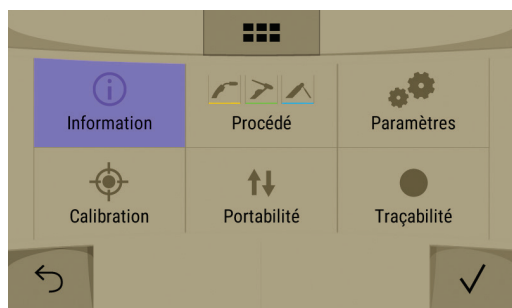 Information
Procédé
Paramètres
Calibration
Portabilité
Traçabilité